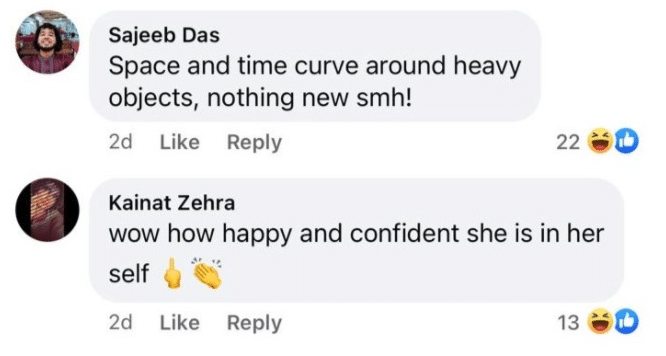 Sajeeb Das
Space and time curve around heavy
objects, nothing new smh!
2d Like Reply 22 😆👍
Kainat Zehra
wow how happy and confident she is in her
self 🖕👏
2d Like Reply 13 😆👍